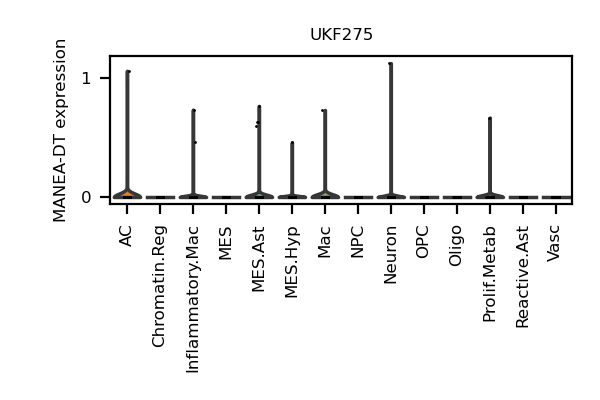 UKF275
MANEA-DT expression
1
0
AC
Chromatin.Reg
Inflammatory.Mac
MES
MES.Ast
MES.Hyp
Mac
NPC
Neuron
OPC
Oligo
Prolif.Metab
Reactive.Ast
Vasc